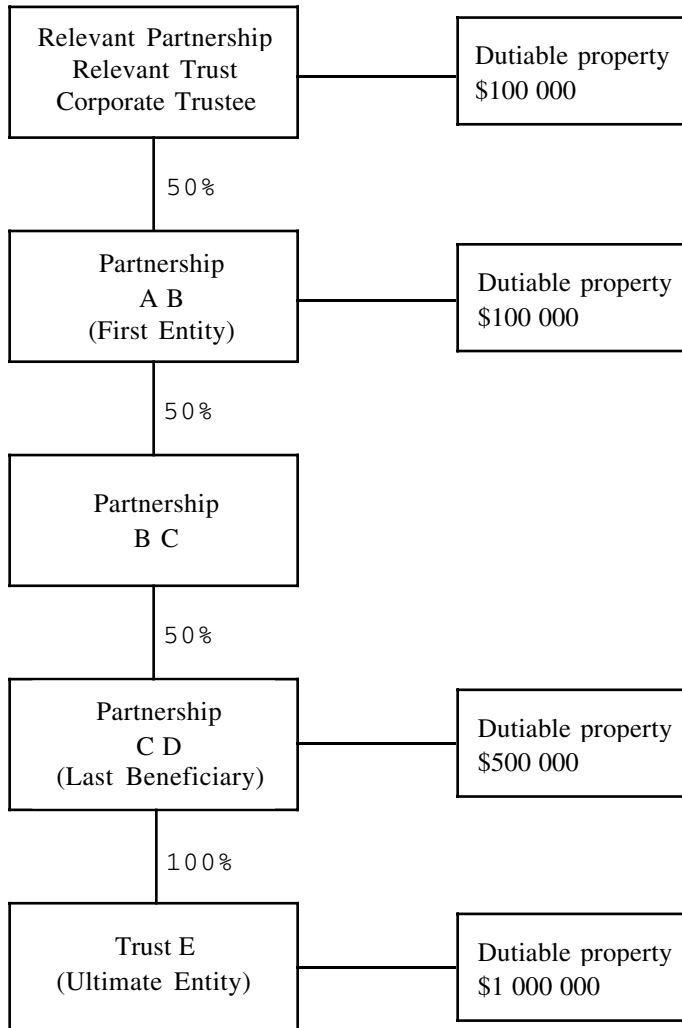 Relevant Partnership
Relevant Trust
Corporate Trustee
Dutiable property
$100 000
50%
Partnership
A B
(First Entity)
Dutiable property
$100 000
50%
Partnership
B C
50%
Partnership
C D
(Last Beneficiary)
Dutiable property
$500 000
100%
Trust E
(Ultimate Entity)
Dutiable property
$1 000 000